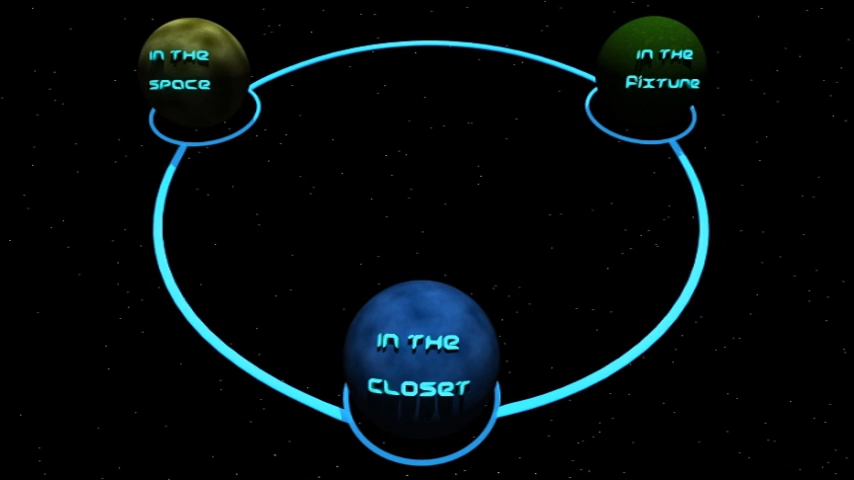 In the
space
In the
Fixture
In the
closet